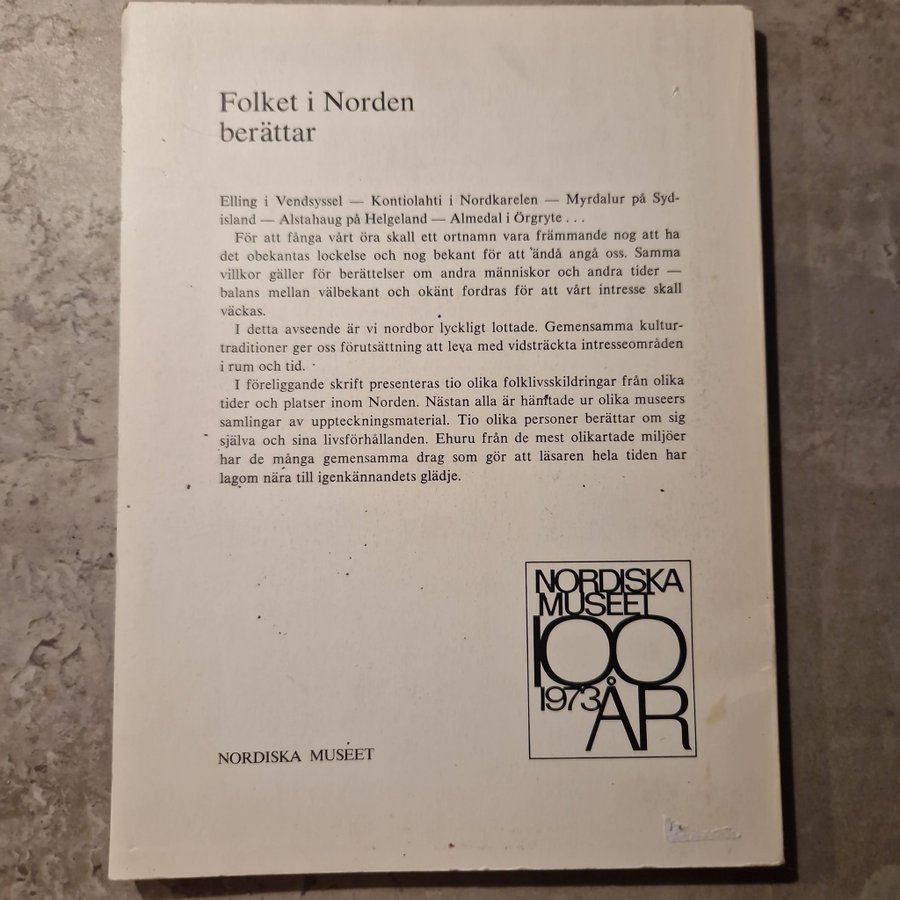 Folket i Norden
berättar
Elling i Vendsyssel — Kontiolahti i Nordkarelen — Myrdalur på Syd-
island — Alstahaug på Helgeland — Almedal i Örgryte . . .
För att fånga vårt öra skall ett ortnamn vara främmande nog att ha
det obekantas lockelse och nog bekant för att ändå angå oss. Samma
villkor gäller för berättelser om andra människor och andra tider —
balans mellan välbekant och okänt fordras för att vårt intresse skall
väckas.
I detta avseende är vi nordbor lyckligt lottade. Gemensamma kultur-
traditioner ger oss förutsättning att leva med vidsträckta intresseområden
i rum och tid.
I föreliggande skrift presenteras tio olika folklivsskildringar från olika
tider och platser inom Norden. Nästan alla är hämtade ur olika museers
samlingar av uppteckningsmaterial. Tio olika personer berättar om sig
själva och sina livsförhållanden. Ehuru från de mest olikartade miljöer
har de många gemensamma drag som gör att läsaren hela tiden har
lagom nära till igenkännandets glädje.
NORDISKA
MUSEET
100
1973 ÅR
NORDISKA MUSEET